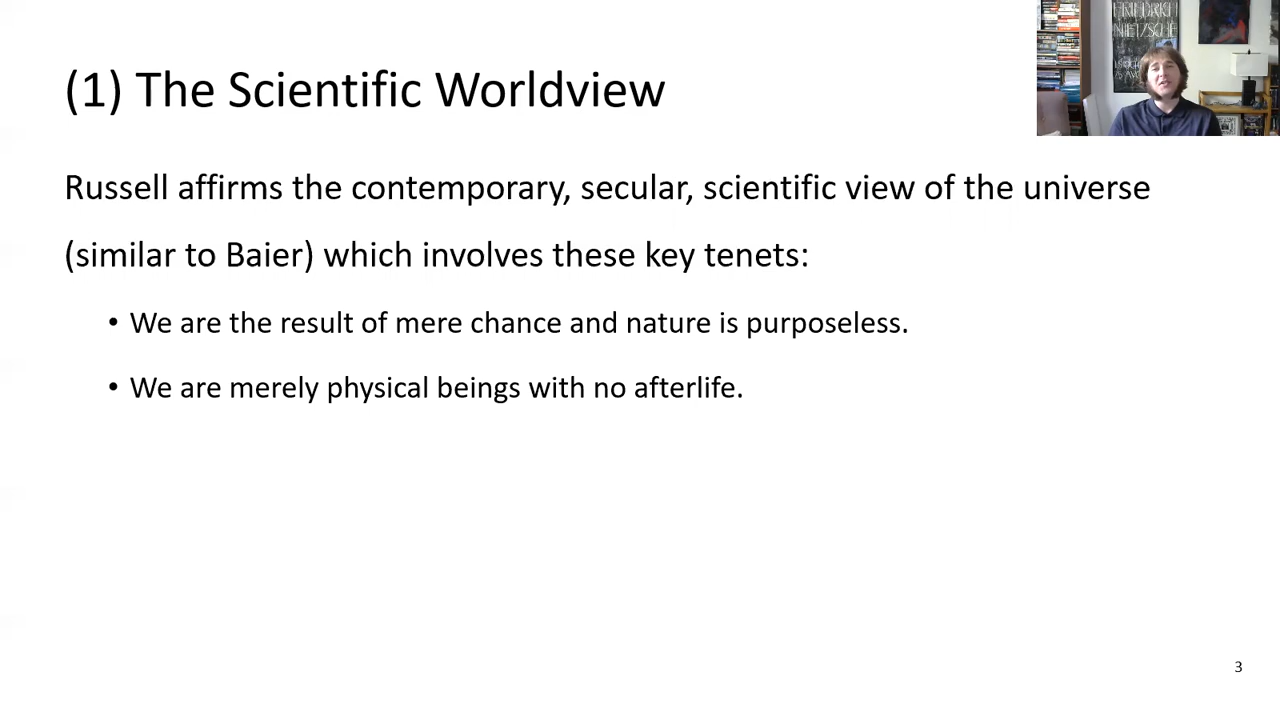 (1) The Scientific Worldview
FRIEDRICH
NIETZSCHE
Russell affirms the contemporary, secular, scientific view of the universe
(similar to Baier) which involves these key tenets:
• We are the result of mere chance and nature is purposeless.
• We are merely physical beings with no afterlife.
3